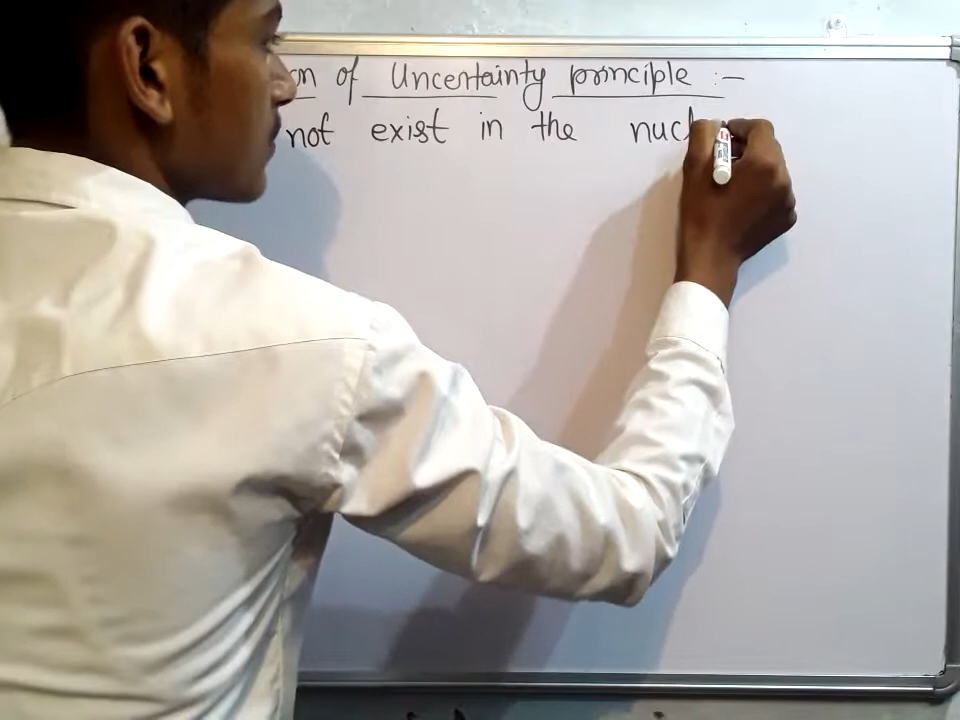 of Uncertainty principle :-
not exist in the